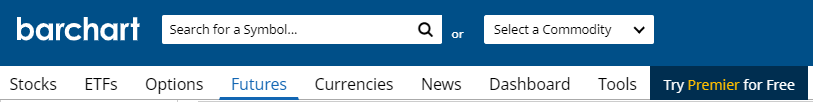 barchart Search for a Symbol... or Select a Commodity
Stocks ETFs Options Futures Currencies News Dashboard Tools Try Premier for Free